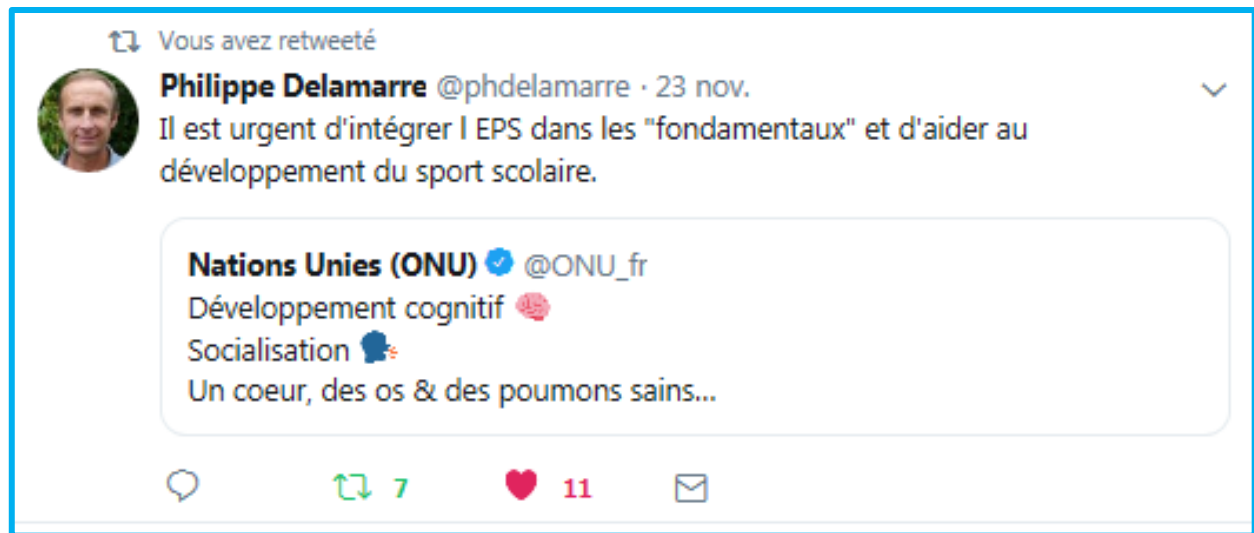 Vous avez retweeté
Philippe Delamarre @phdelamarre · 23 nov.
Il est urgent d'intégrer l EPS dans les "fondamentaux" et d'aider au
développement du sport scolaire.
Nations Unies (ONU) @ONU_fr
Développement cognitif 🧠
Socialisation 🗣
Un coeur, des os & des poumons sains...
7 11